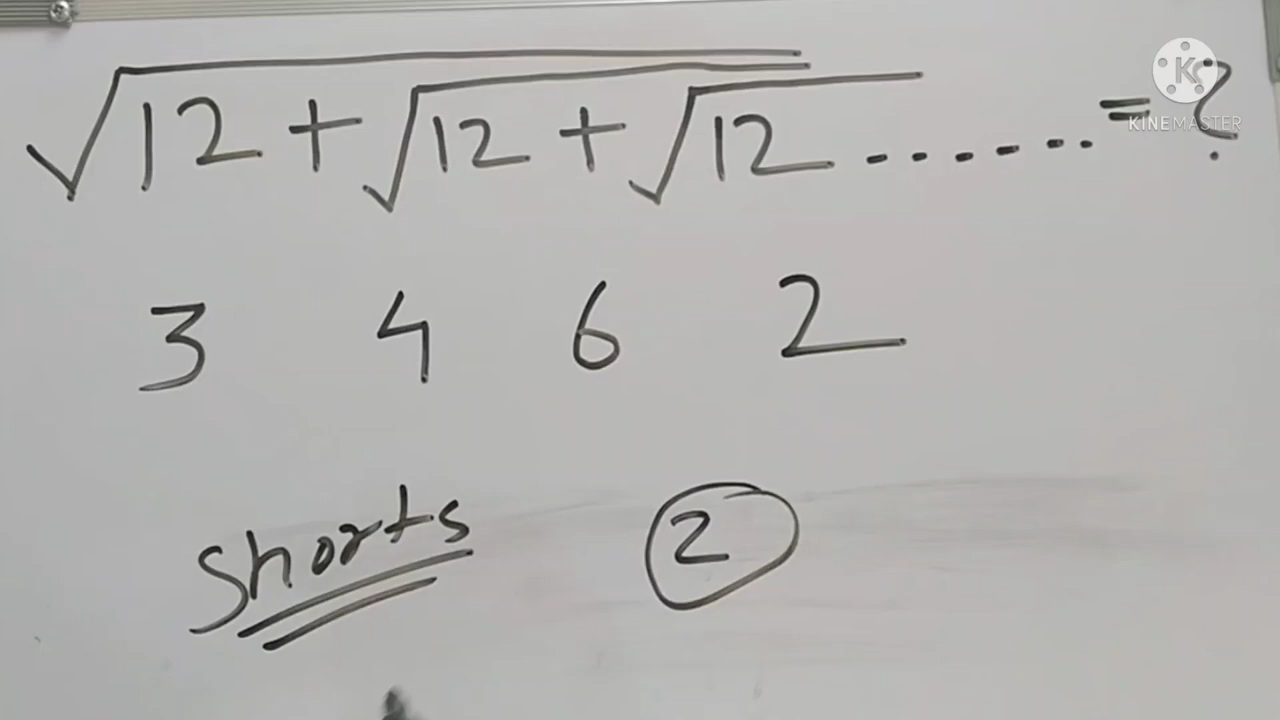 √12 + √12 + √12 ....... = ?
KINEMASTER
3 4 6 2
Shorts 2